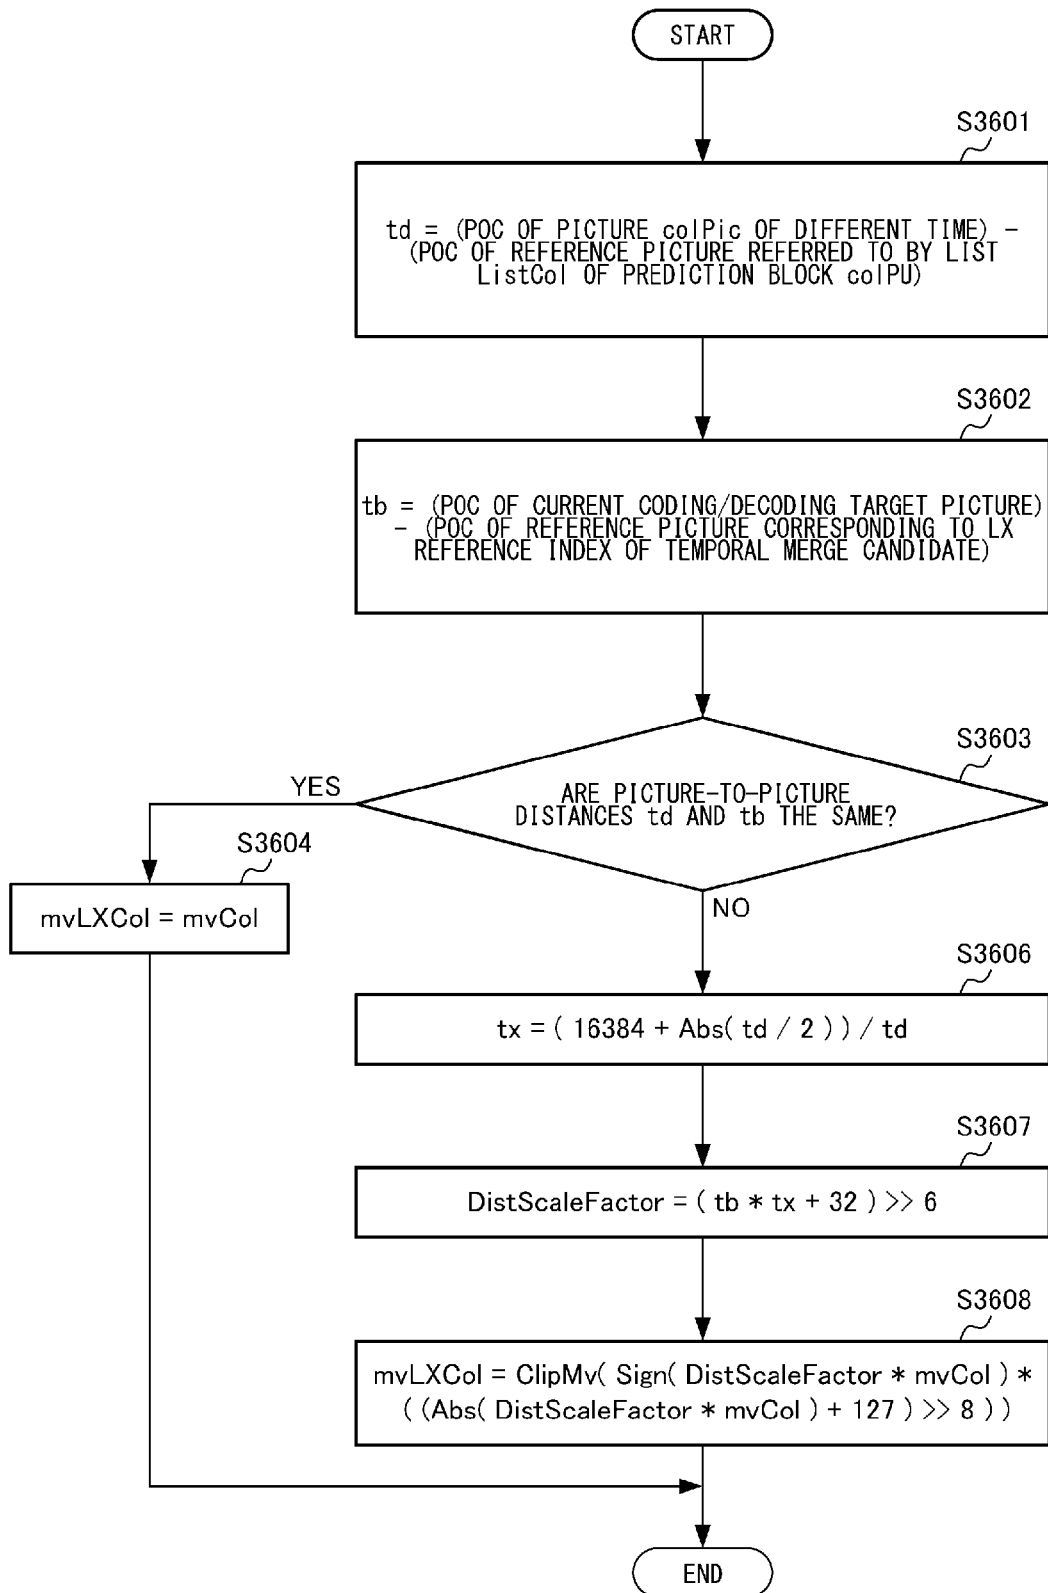 START
S3601
td = (POC OF PICTURE colPic OF DIFFERENT TIME) -
(POC OF REFERENCE PICTURE REFERRED TO BY LIST
ListCol OF PREDICTION BLOCK colPU)
S3602
tb = (POC OF CURRENT CODING/DECODING TARGET PICTURE)
- (POC OF REFERENCE PICTURE CORRESPONDING TO LX
REFERENCE INDEX OF TEMPORAL MERGE CANDIDATE)
S3603
ARE PICTURE-TO-PICTURE
DISTANCES td AND tb THE SAME?
YES
S3604
mvLXCol = mvCol
NO
S3606
tx = ( 16384 + Abs( td / 2 ) ) / td
S3607
DistScaleFactor = ( tb * tx + 32 ) >> 6
S3608
mvLXCol = ClipMv( Sign( DistScaleFactor * mvCol ) *
( (Abs( DistScaleFactor * mvCol ) + 127 ) >> 8 ) )
END